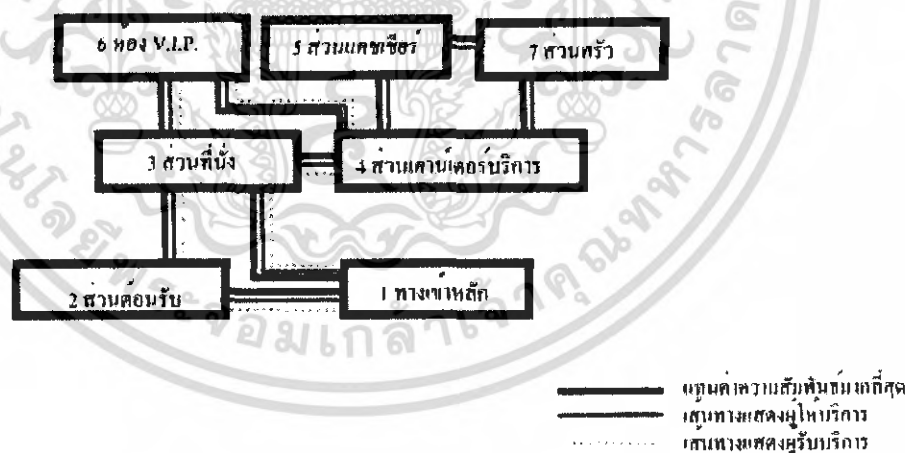 6 ห้อง V.I.P.
5 ส่วนแคชเชียร์
7 ส่วนครัว
3 ส่วนที่นั่ง
4 ส่วนเคาน์เตอร์บริการ
2 ส่วนต้อนรับ
1 ทางเข้าหลัก
แทนค่าความสัมพันธ์มากที่สุด
เส้นทางแสดงผู้ให้บริการ
เส้นทางแสดงผู้รับบริการ